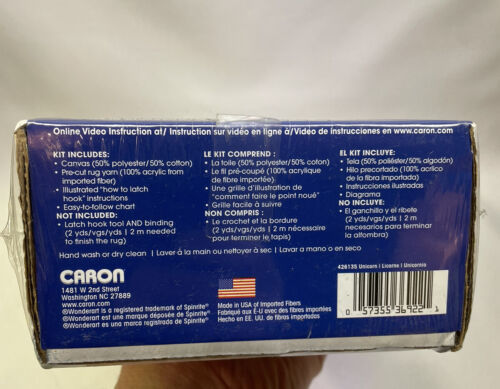 Online Video Instruction at/ Instruction sur vidéo en ligne à/Video de instrucciones en www.caron.com
KIT INCLUDES:
• Canvas (50% polyester/50% cotton)
• Pre-cut rug yarn (100% acrylic from
imported fiber)
• Illustrated "how to latch
hook" instructions
• Easy-to-follow chart
NOT INCLUDED:
• Latch hook tool AND binding
(2 yds/vgs/yds | 2 m needed
to finish the rug)
LE KIT COMPREND :
• La toile (50% polyester/50% coton)
• Le fil pré-coupé (100% acrylique
de fibre importée)
• Une grille d'illustration de
"comment faire le point noué"
• Grille facile à suivre
NON COMPRIS :
• Le crochet et la bordure
(2 yds/vgs/yds | 2 m nécessaire
pour terminer le tapis)
EL KIT INCLUYE:
• Tela (50% poliéster/50% algodón)
• Hilo precortado (100% acrílico
de la fibra importada)
• Instrucciones ilustradas
• Diagrama
NO INCLUYE:
• El ganchillo y el ribete
(2 yds/vgs/yds | 2 m
necesarios para terminar
la alfombra)
Hand wash or dry clean | Laver à la main ou nettoyer à sec | Lavar a mano o en seco
CARON
1481 W 2nd Street
Washington NC 27889
www.caron.com
®Wonderart is a registered trademark of Spinrite®
®Wonderart est une marque déposée de Spinrite®
®Wonderart es una marca registrada de Spinrite®
Made in USA of Imported Fibers
Fabriqué aux E-U avec des fibres importées
Hecho en EE. UU. de fibras importadas
426135 Unicorn | Licorne | Unicornio
0 57355 36922 1